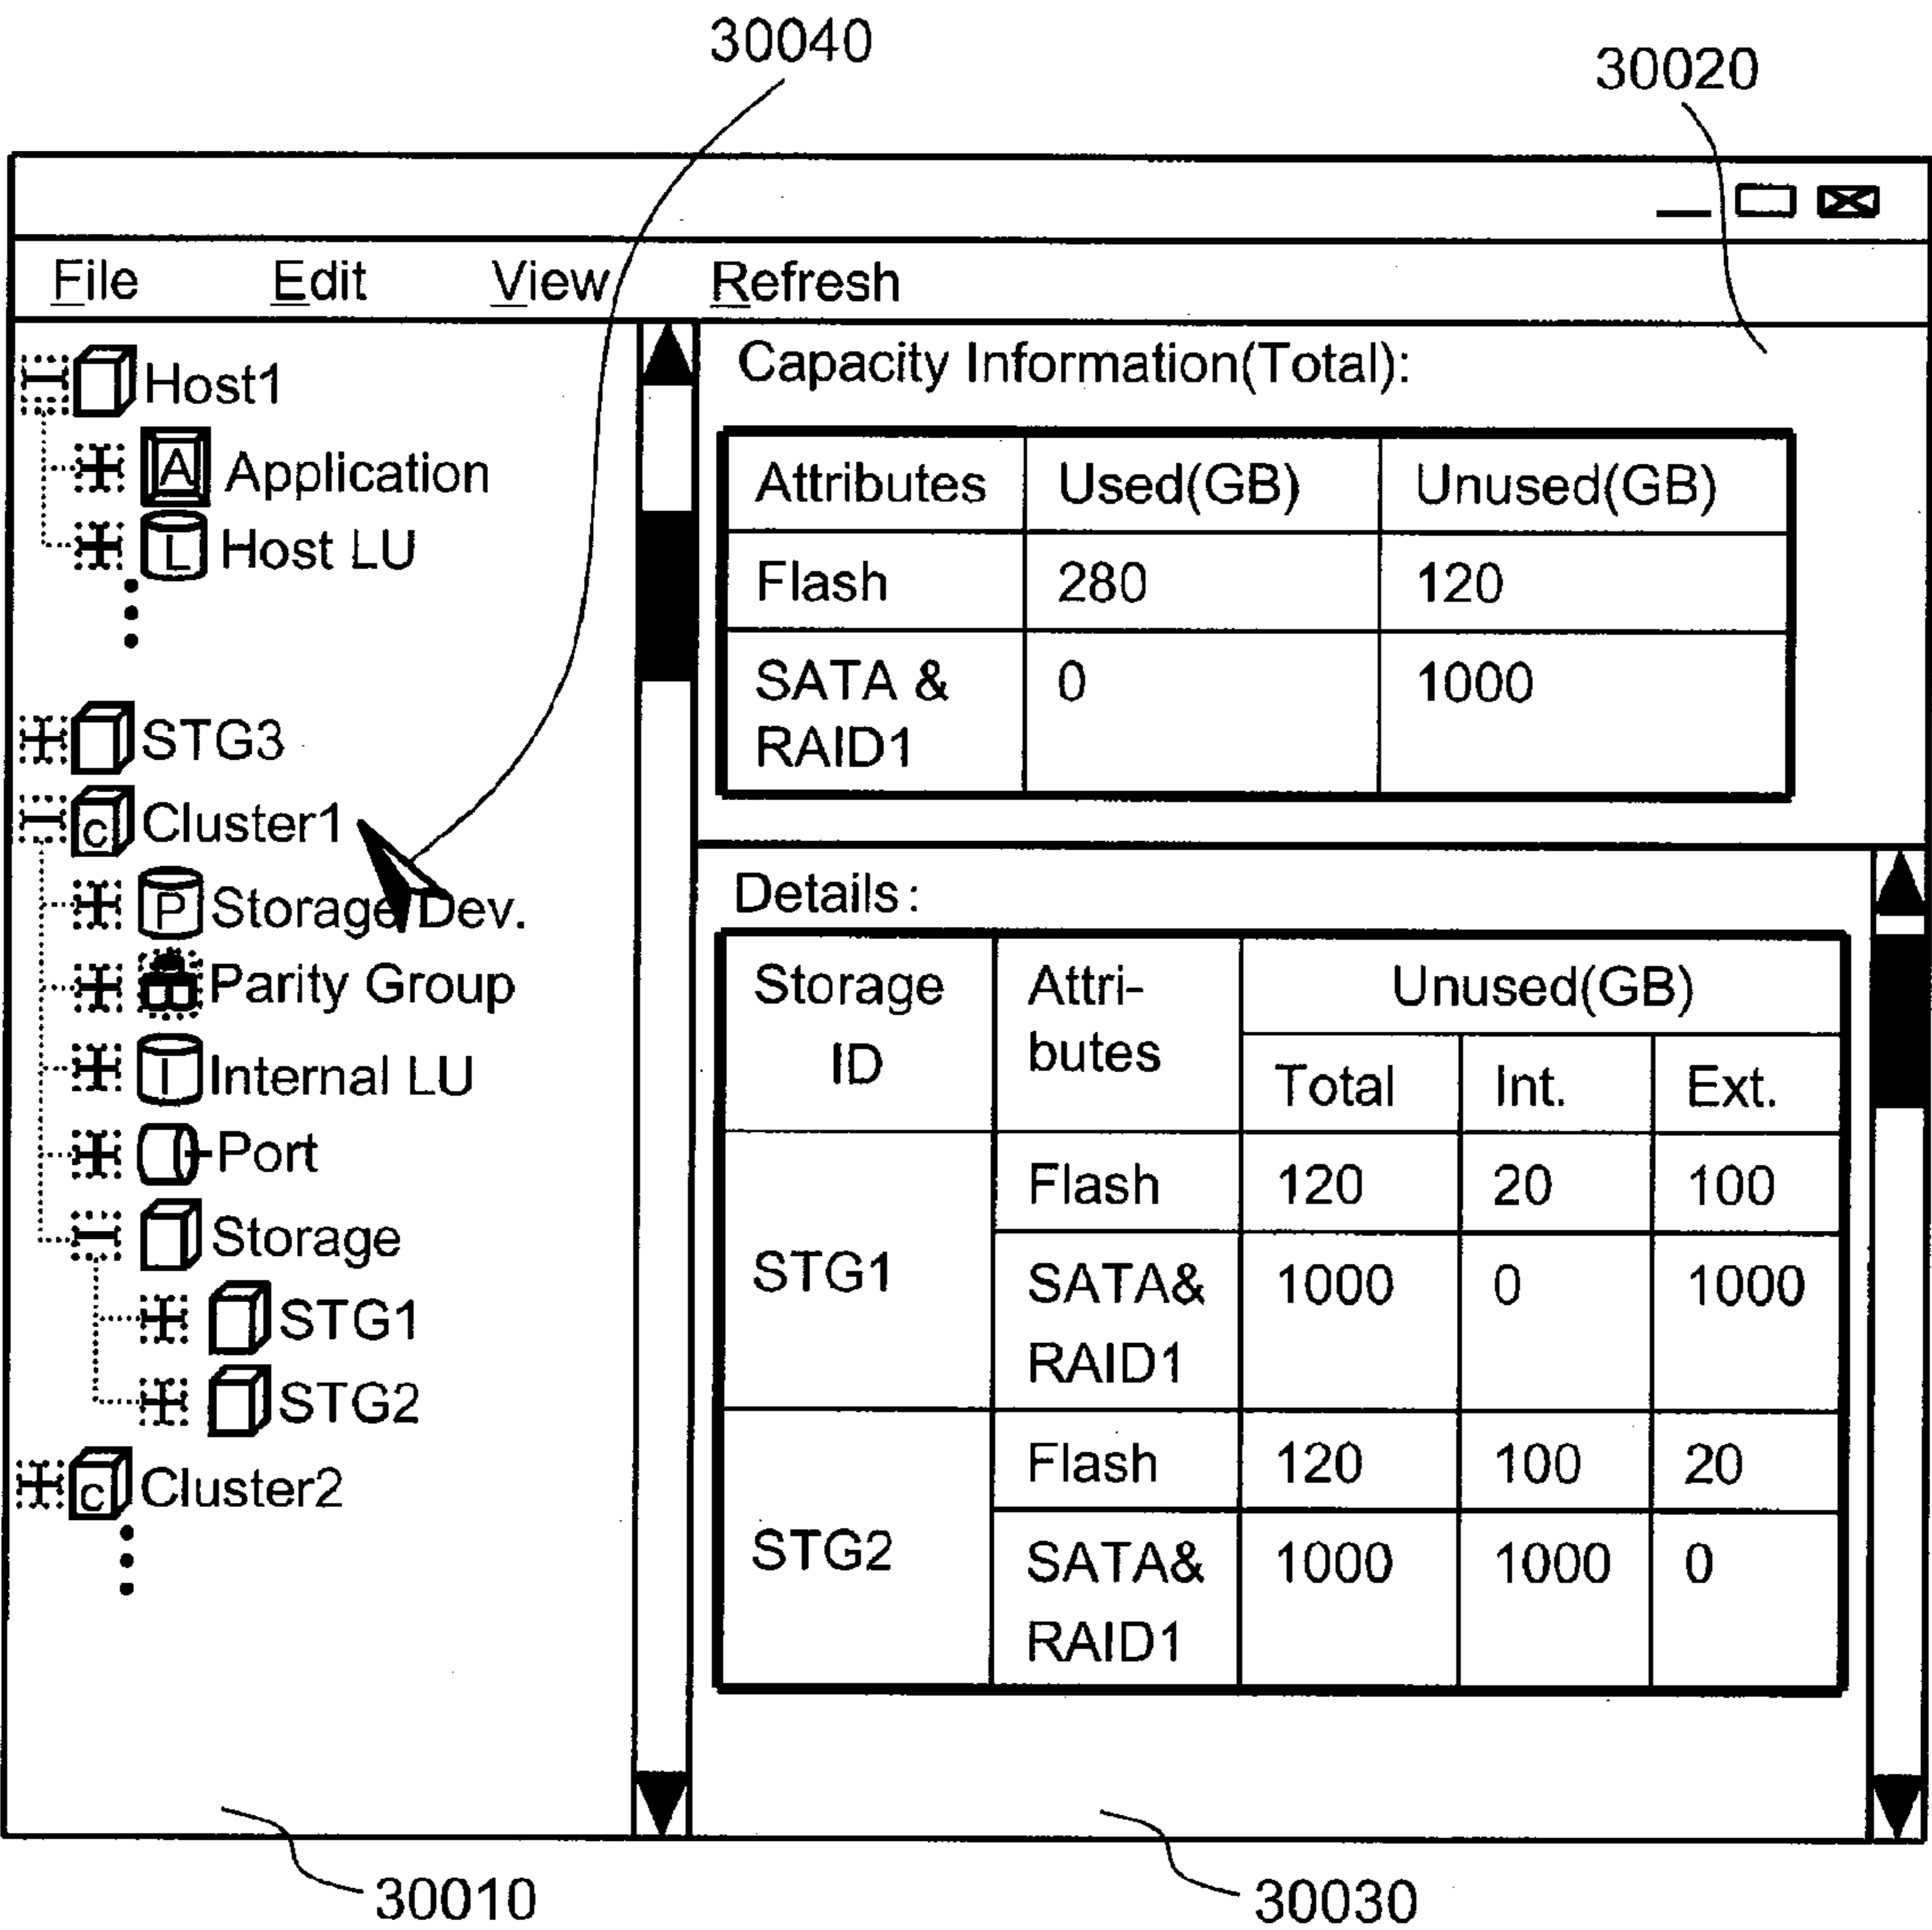 30040
30020
File Edit View Refresh
Host1
A Application
L Host LU
STG3
C Cluster1
P Storage Dev.
Parity Group
I Internal LU
Port
Storage
STG1
STG2
C Cluster2
Capacity Information(Total):
Attributes Used(GB) Unused(GB)
Flash 280 120
SATA & 0 1000
RAID1
Details:
Storage ID Attri- Unused(GB)
butes Total Int. Ext.
STG1 Flash 120 20 100
SATA& 1000 0 1000
RAID1
STG2 Flash 120 100 20
SATA& 1000 1000 0
RAID1
30010
30030